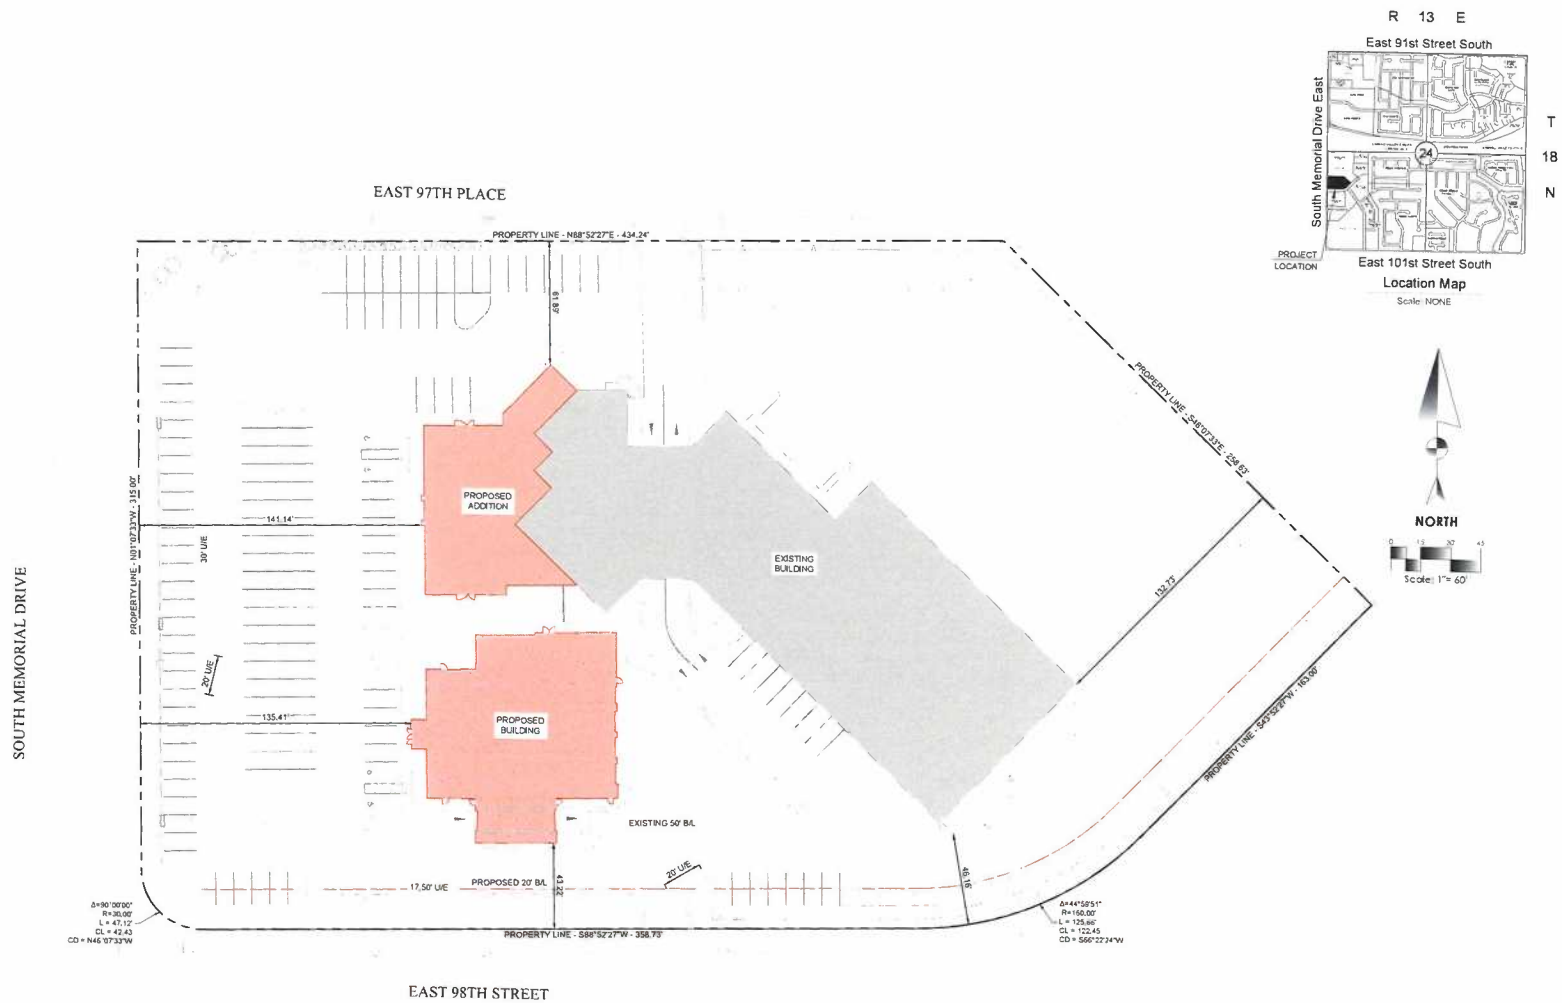 R 13 E
East 91st Street South
South Memorial Drive East
24
T
18
N
PROJECT
LOCATION
East 101st Street South
Location Map
Scale: NONE
EAST 97TH PLACE
PROPERTY LINE - N88°52'27"E - 434.24'
61.89'
PROPERTY LINE - S46°07'33"E - 258.63'
NORTH
0 15 30 45
Scale: 1"= 60'
PROPOSED
ADDITION
PROPERTY LINE - N01°07'33"W - 315.00'
141.14'
30' U/E
EXISTING
BUILDING
132.73'
SOUTH MEMORIAL DRIVE
20' U/E
135.41'
PROPOSED
BUILDING
PROPERTY LINE - S43°52'27"W - 163.00'
EXISTING 50' B/L
20' U/E
17.50' U/E
PROPOSED 20' B/L
43.22'
46.16'
Δ=90°00'00"
R=30.00'
L = 47.12'
CL = 42.43
CD = N46°07'33"W
PROPERTY LINE - S88°52'27"W - 358.73'
Δ=44°59'51"
R=160.00'
L = 125.66'
CL = 122.45
CD = S66°22'24"W
EAST 98TH STREET